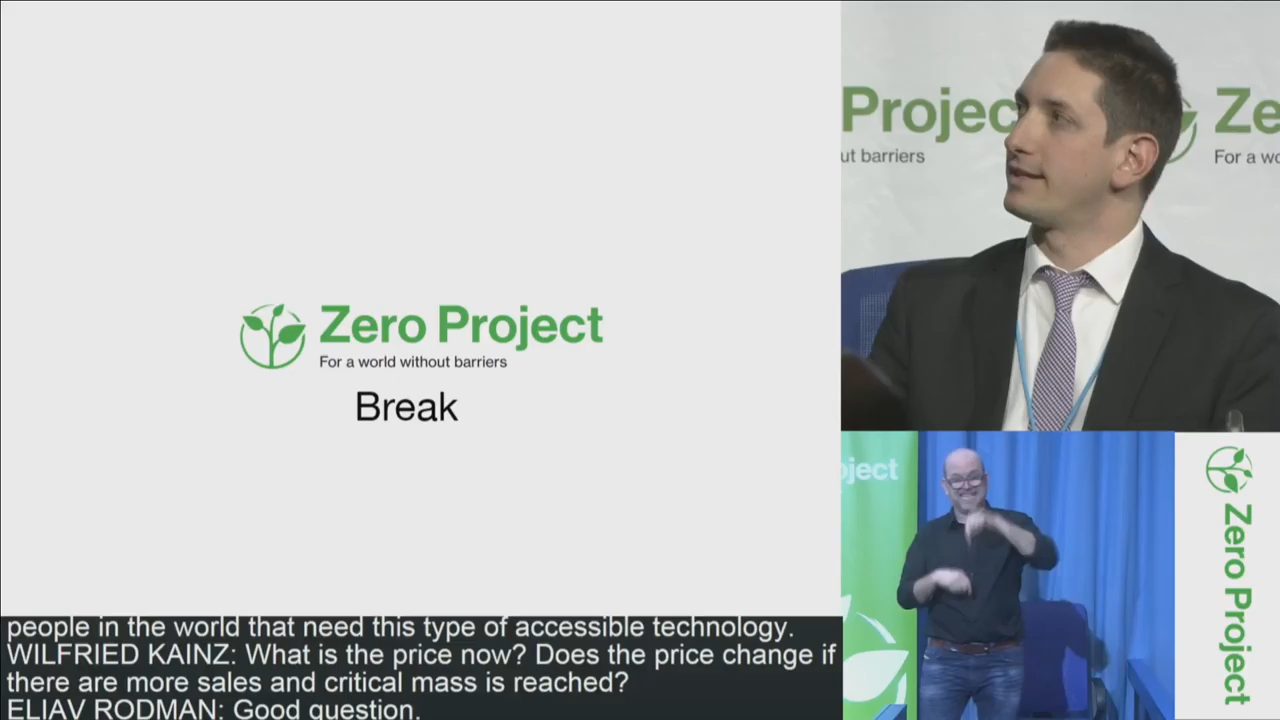 Zero Project
For a world without barriers
Break
Project
ut barriers
Ze
For a wo
oject
Zero Project
people in the world that need this type of accessible technology.
WILFRIED KAINZ: What is the price now? Does the price change if
there are more sales and critical mass is reached?
ELIAV RODMAN: Good question.